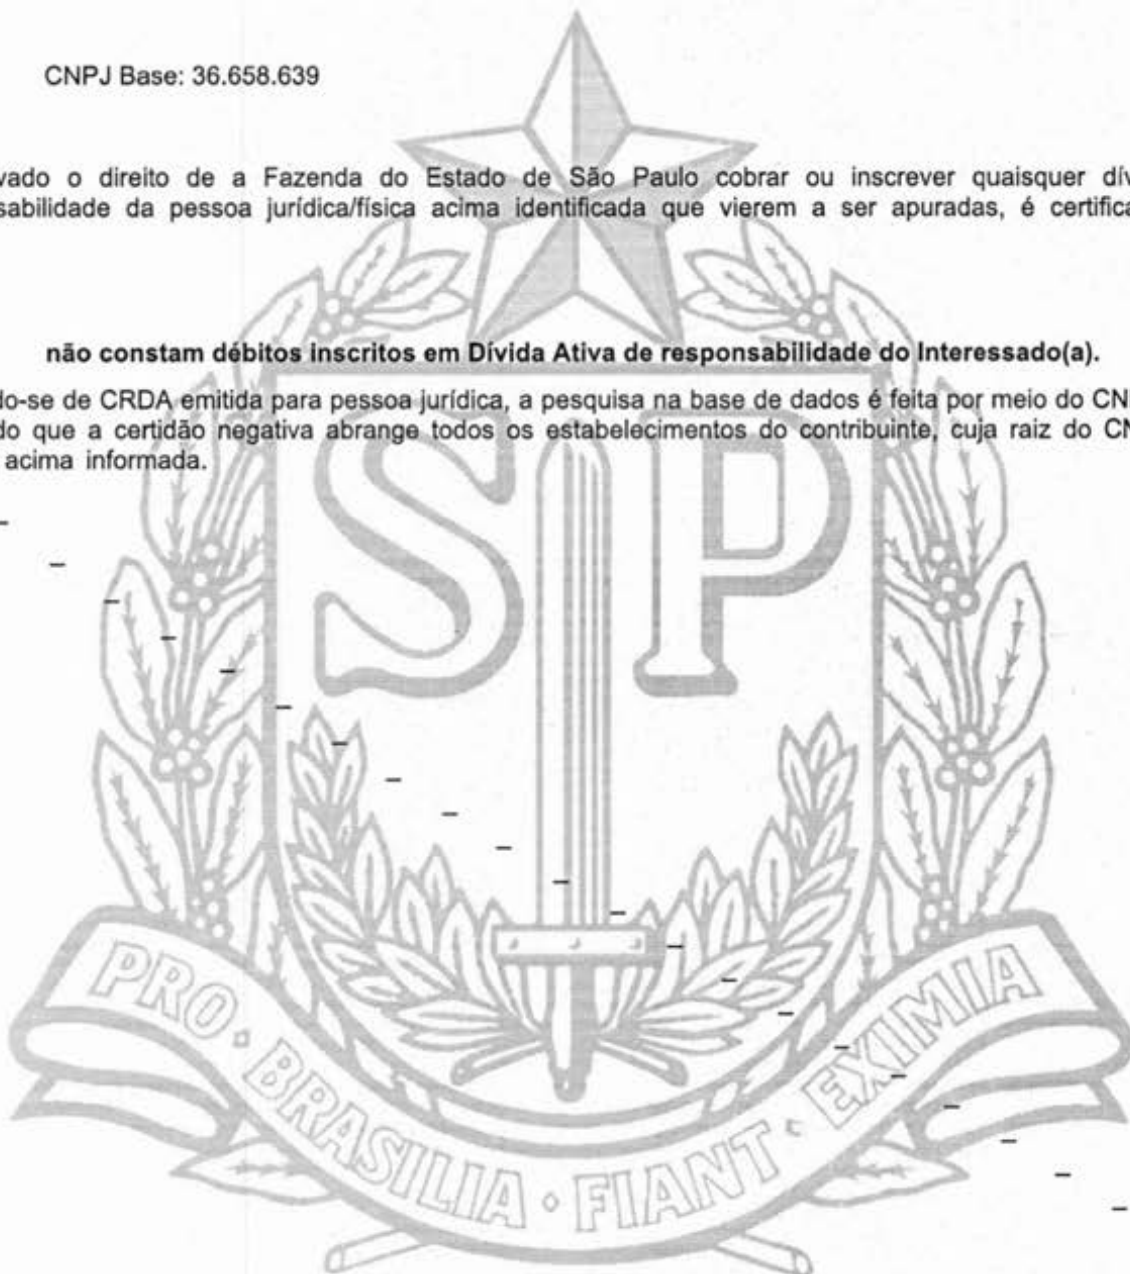 CNPJ Base: 36.658.639
vado o direito de a Fazenda do Estado de São Paulo cobrar ou inscrever quaisquer dív
sabilidade da pessoa jurídica/física acima identificada que vierem a ser apuradas, é certifica
não constam débitos inscritos em Dívida Ativa de responsabilidade do Interessado(a).
do-se de CRDA emitida para pessoa jurídica, a pesquisa na base de dados é feita por meio do CN
do que a certidão negativa abrange todos os estabelecimentos do contribuinte, cuja raiz do CN
acima informada.
SP
PRO · BRASILIA · FIANT · EXIMIA